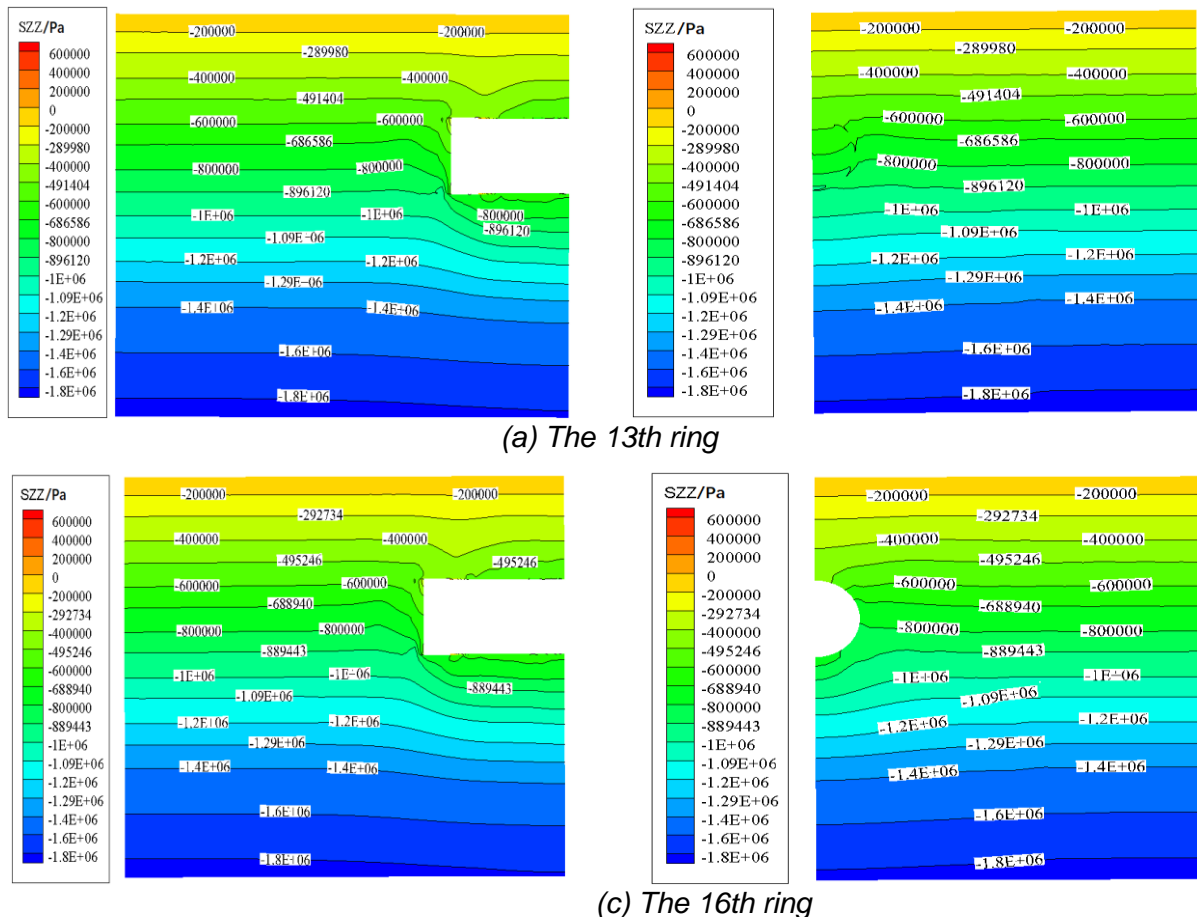 SZZ/Pa
600000
400000
200000
0
-200000
-289980
-400000
-491404
-600000
-686586
-800000
-896120
-1E+06
-1.09E+06
-1.2E+06
-1.29E+06
-1.4E+06
-1.6E+06
-1.8E+06
-200000 -200000
-289980
-400000 -400000
-491404
-600000 -600000
-686586
-800000 -800000
-896120
-800000
-1E+06 -1E+06
-896120
-1.09E+06
-1.2E+06 -1.2E+06
-1.29E+06
-1.4E+06 -1.4E+06
-1.6E+06
-1.8E+06
SZZ/Pa
600000
400000
200000
0
-200000
-289980
-400000
-491404
-600000
-686586
-800000
-896120
-1E+06
-1.09E+06
-1.2E+06
-1.29E+06
-1.4E+06
-1.6E+06
-1.8E+06
-200000 -200000
-289980
-400000 -400000
-491404
-600000 -600000
-686586
-800000 -800000
-896120
-1E+06 -1E+06
-1.09E+06
-1.2E+06 -1.2E+06
-1.29E+06
-1.4E+06 -1.4E+06
-1.6E+06
-1.8E+06
(a) The 13th ring
SZZ/Pa
600000
400000
200000
0
-200000
-292734
-400000
-495246
-600000
-688940
-800000
-889443
-1E+06
-1.09E+06
-1.2E+06
-1.29E+06
-1.4E+06
-1.6E+06
-1.8E+06
-200000 -200000
-292734
-400000 -400000
-495246 -495246
-600000 -600000
-688940
-800000 -800000
-889443
-1E+06 -1E+06
-889443
-1.09E+06
-1.2E+06 -1.2E+06
-1.29E+06
-1.4E+06 -1.4E+06
-1.6E+06
-1.8E+06
SZZ/Pa
600000
400000
200000
0
-200000
-292734
-400000
-495246
-600000
-688940
-800000
-889443
-1E+06
-1.09E+06
-1.2E+06
-1.29E+06
-1.4E+06
-1.6E+06
-1.8E+06
-200000 -200000
-292734
-400000 -400000
-495246
-600000 -600000
-688940
-800000 -800000
-889443
-1E+06 -1E+06
-1.09E+06
-1.2E+06 -1.2E+06
-1.29E+06
-1.4E+06 -1.4E+06
-1.6E+06
-1.8E+06
(c) The 16th ring